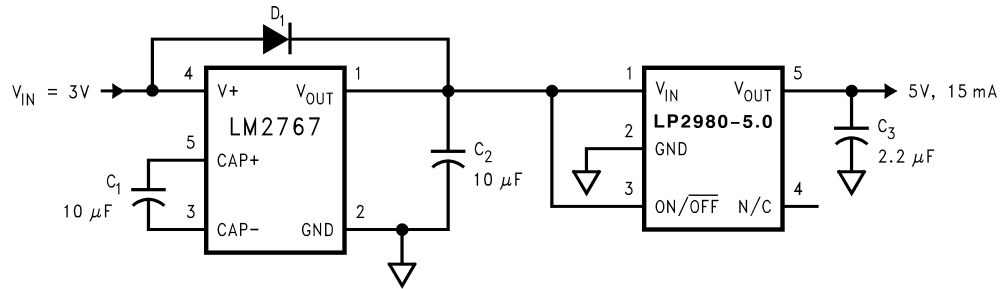 D1
VIN = 3V
4
V+
VOUT
1
LM2767
5
CAP+
C1
10 µF
3
CAP−
GND
2
C2
10 µF
1
VIN
VOUT
5
5V, 15 mA
LP2980-5.0
2
GND
C3
2.2 µF
3
ON/OFF
N/C
4